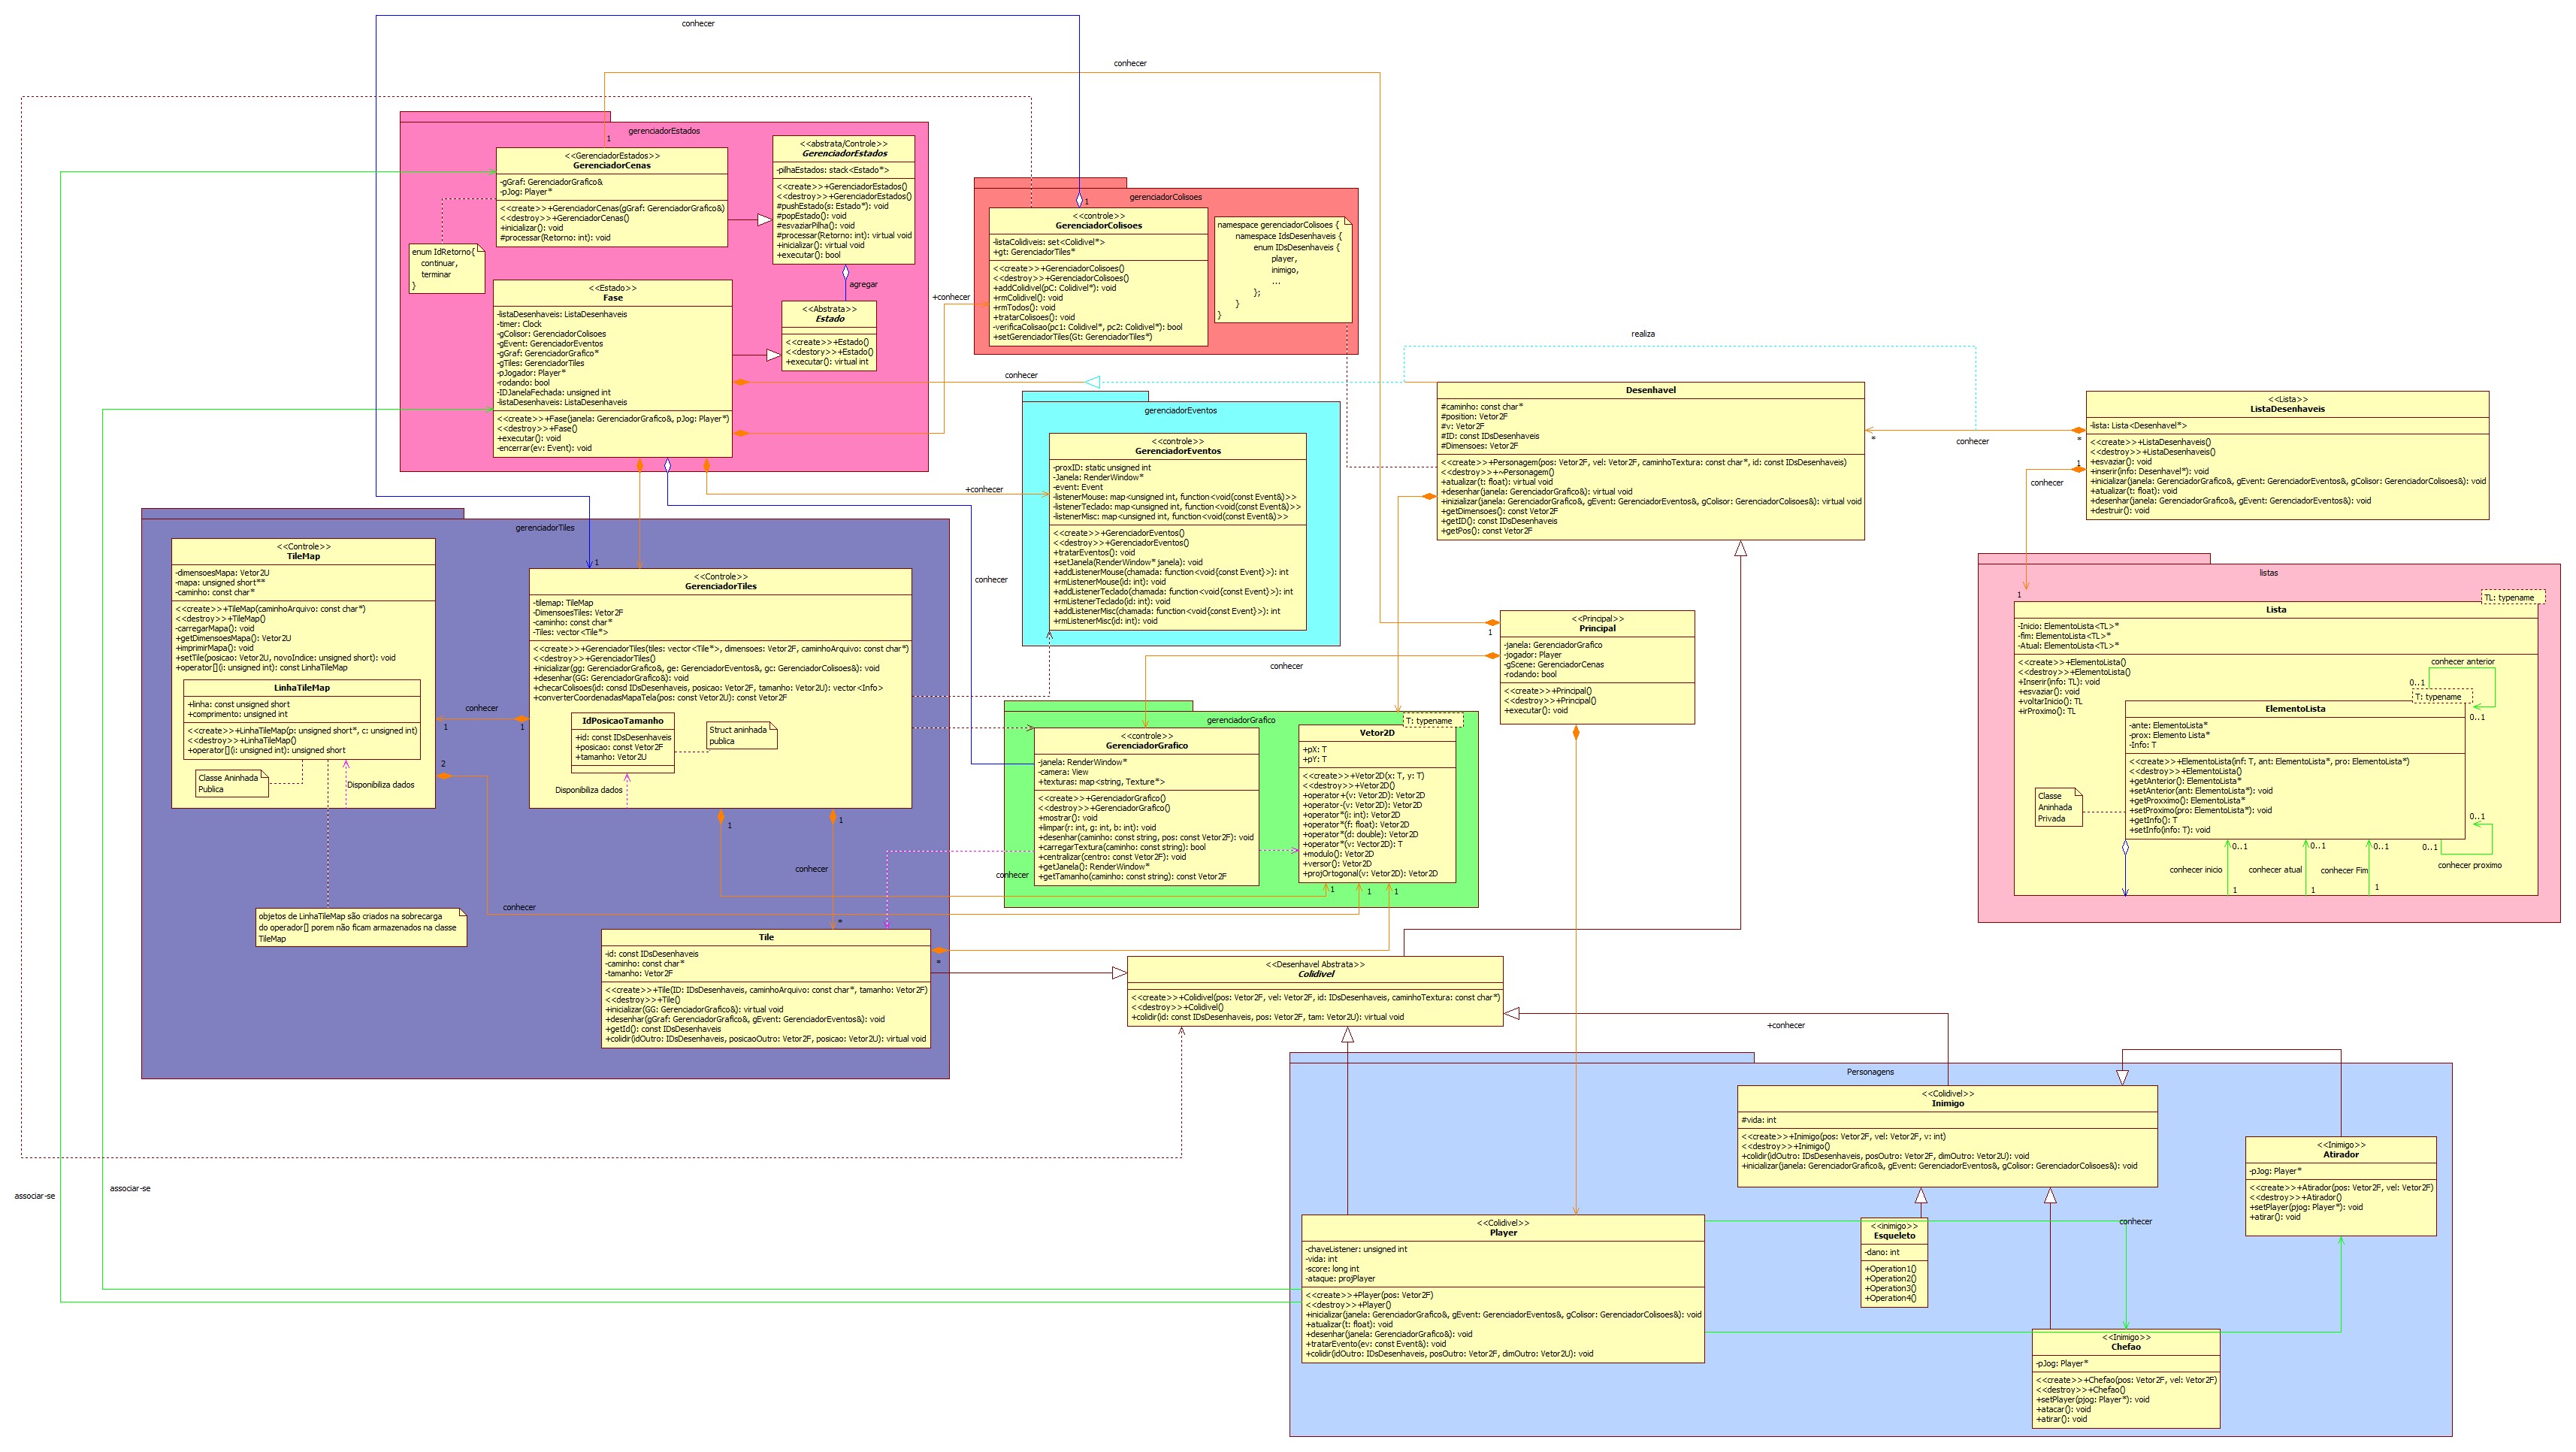 conhecer
conhecer
gerenciadorEstados
1
<<GerenciadorEstados>>
GerenciadorCenas
-gGraf: GerenciadorGrafico&
-pJog: Player*
<<create>>+GerenciadorCenas(gGraf: GerenciadorGrafico&)
<<destroy>>+GerenciadorCenas()
+inicializar(): void
#processar(Retorno: int): void
enum IdRetorno{
continuar,
terminar
}
<<abstrata/Controle>>
GerenciadorEstados
-pilhaEstados: stack<Estado*>
<<create>>+GerenciadorEstados()
<<destroy>>+GerenciadorEstados()
#pushEstado(s: Estado*): void
#popEstado(): void
#esvaziarPilha(): void
#processar(Retorno: int): virtual void
+inicializar(): virtual void
+executar(): bool
agregar
<<Estado>>
Fase
-listaDesenhaveis: ListaDesenhaveis
-timer: Clock
-gColisor: GerenciadorColisoes
-gEvent: GerenciadorEventos
-gGraf: GerenciadorGrafico*
-gTiles: GerenciadorTiles
-pJogador: Player*
-rodando: bool
-IDJanelaFechada: unsigned int
-listaDesenhaveis: ListaDesenhaveis
<<create>>+Fase(janela: GerenciadorGrafico&, pJog: Player*)
<<destroy>>+Fase()
+executar(): void
-encerrar(ev: Event): void
<<Abstrata>>
Estado
<<create>>+Estado()
<<destory>>+Estado()
+executar(): virtual int
gerenciadorColisoes
1
<<controle>>
GerenciadorColisoes
-listaColidiveis: set<Colidivel*>
+gt: GerenciadorTiles*
<<create>>+GerenciadorColisoes()
<<destroy>>+GerenciadorColisoes()
+addColidivel(pC: Colidivel*): void
+rmColidivel(): void
+rmTodos(): void
+tratarColisoes(): void
-verificaColisao(pc1: Colidivel*, pc2: Colidivel*): bool
+setGerenciadorTiles(Gt: GerenciadorTiles*)
namespace gerenciadorColisoes {
namespace IdsDesenhaveis {
enum IDsDesenhaveis {
player,
inimigo,
...
};
}
}
+conhecer
realiza
conhecer
+conhecer
conhecer
gerenciadorEventos
<<controle>>
GerenciadorEventos
-proxID: static unsigned int
-Janela: RenderWindow*
-event: Event
-listenerMouse: map<unsigned int, function<void(const Event&)>>
-listenerTeclado: map<unsigned int, function<void(const Event&)>>
-listenerMisc: map<unsigned int, function<void(const Event&)>>
<<create>>+GerenciadorEventos()
<<destroy>>+GerenciadorEventos()
+tratarEventos(): void
+setJanela(RenderWindow* janela): void
+addListenerMouse(chamada: function<void{const Event}>): int
+rmListenerMouse(id: int): void
+addListenerTeclado(chamada: function<void{const Event}>): int
+rmListenerTeclado(id: int): void
+addListenerMisc(chamada: function<void{const Event}>): int
+rmListenerMisc(id: int): void
Desenhavel
#caminho: const char*
#position: Vetor2F
#v: Vetor2F
#ID: const IDsDesenhaveis
#Dimensoes: Vetor2F
<<create>>+Personagem(pos: Vetor2F, vel: Vetor2F, caminhoTextura: const char*, id: const IDsDesenhaveis)
<<destroy>>+~Personagem()
+atualizar(t: float): virtual void
+desenhar(janela: GerenciadorGrafico&): virtual void
+inizializar(janela: GerenciadorGrafico&, gEvent: GerenciadorEventos&, gColisor: GerenciadorColisoes&): virtual void
+getDimensoes(): const Vetor2F
+getID(): const IDsDesenhaveis
+getPos(): const Vetor2F
*
conhecer
*
1
<<Lista>>
ListaDesenhaveis
-lista: Lista<Desenhavel*>
<<create>>+ListaDesenhaveis()
<<destroy>>+ListaDesenhaveis()
+esvaziar(): void
+inserir(info: Desenhavel*): void
+inicializar(janela: GerenciadorGrafico&, gEvent: GerenciadorEventos&, gColisor: GerenciadorColisoes&): void
+atualizar(t: float): void
+desenhar(janela: GerenciadorGrafico&, gEvent: GerenciadorEventos&): void
+destruir(): void
conhecer
1
listas
TL: typename
Lista
-Inicio: ElementoLista<TL>*
-fim: ElementoLista<TL>*
-Atual: ElementoLista<TL>*
<<create>>+ElementoLista()
<<destroy>>+ElementoLista()
+Inserir(info: TL): void
+esvaziar(): void
+voltarInicio(): TL
+irProximo(): TL
conhecer anterior
0..1
T: typename
0..1
ElementoLista
-ante: ElementoLista*
-prox: Elemento Lista*
-Info: T
<<create>>+ElementoLista(inf: T, ant: ElementoLista*, pro: ElementoLista*)
<<destroy>>+ElementoLista()
+getAnterior(): ElementoLista*
+setAnterior(ant: ElementoLista*): void
+getProxximo(): ElementoLista*
+setProximo(pro: ElementoLista*): void
+getInfo(): T
+setInfo(info: T): void
Classe
Aninhada
Privada
0..1
0..1
0..1
0..1
0..1
conhecer proximo
conhecer inicio
conhecer atual
conhecer Fim
1
1
1
gerenciadorTiles
<<Controle>>
TileMap
-dimensoesMapa: Vetor2U
-mapa: unsigned short**
-caminho: const char*
<<create>>+TileMap(caminhoArquivo: const char*)
<<destroy>>+TileMap()
-carregarMapa(): void
+getDimensoesMapa(): Vetor2U
+imprimirMapa(): void
+setTile(posicao: Vetor2U, novoIndice: unsigned short): void
+operator[](i: unsigned int): const LinhaTileMap
LinhaTileMap
+linha: const unsigned short
+comprimento: unsigned int
<<create>>+LinhaTileMap(p: unsigned short*, c: unsigned int)
<<destroy>>+LinhaTileMap()
+operator[](i: unsigned int): unsigned short
Classe Aninhada
Publica
Disponibiliza dados
objetos de LinhaTileMap são criados na sobrecarga
do operador[] porem não ficam armazenados na classe
TileMap
1
conhecer
1
2
1
<<Controle>>
GerenciadorTiles
-tilemap: TileMap
-DimensoesTiles: Vetor2F
-caminho: const char*
-Tiles: vector<Tile*>
<<create>>+GerenciadorTiles(tiles: vector<Tile*>, dimensoes: Vetor2F, caminhoArquivo: const char*)
<<destroy>>+GerenciadorTiles()
+inicializar(gg: GerenciadorGrafico&, ge: GerenciadorEventos&, gc: GerenciadorColisoes&): void
+desenhar(GG: GerenciadorGrafico&): void
+checarColisoes(id: consd IDsDesenhaveis, posicao: Vetor2F, tamanho: Vetor2U): vector<Info>
+converterCoordenadasMapaTela(pos: const Vetor2U): const Vetor2F
IdPosicaoTamanho
+id: const IDsDesenhaveis
+posicao: const Vetor2F
+tamanho: Vetor2U
Struct aninhada
publica
Disponibiliza dados
1
1
conhecer
conhecer
*
Tile
-id: const IDsDesenhaveis
-caminho: const char*
-tamanho: Vetor2F
<<create>>+Tile(ID: IDsDesenhaveis, caminhoArquivo: const char*, tamanho: Vetor2F)
<<destroy>>+Tile()
+inicializar(GG: GerenciadorGrafico&): virtual void
+desenhar(gGraf: GerenciadorGrafico&, gEvent: GerenciadorEventos&): void
+getId(): const IDsDesenhaveis
+colidir(idOutro: IDsDesenhaveis, posicaoOutro: Vetor2F, posicao: Vetor2U): virtual void
*
conhecer
1
<<Principal>>
Principal
-janela: GerenciadorGrafico
-jogador: Player
-gScene: GerenciadorCenas
-rodando: bool
<<create>>+Principal()
<<destroy>>+Principal()
+executar(): void
gerenciadorGrafico
<<controle>>
GerenciadorGrafico
-janela: RenderWindow*
-camera: View
+texturas: map<string, Texture*>
<<create>>+GerenciadorGrafico()
<<destroy>>+GerenciadorGrafico()
+mostrar(): void
+limpar(r: int, g: int, b: int): void
+desenhar(caminho: const string, pos: const Vetor2F): void
+carregarTextura(caminho: const string): bool
+centralizar(centro: const Vetor2F): void
+getJanela(): RenderWindow*
+getTamanho(caminho: const string): const Vetor2F
conhecer
T: typename
Vetor2D
+pX: T
+pY: T
<<create>>+Vetor2D(x: T, y: T)
<<destroy>>+Vetor2D()
+operator+(v: Vetor2D): Vetor2D
+operator-(v: Vetor2D): Vetor2D
+operator*(i: int): Vetor2D
+operator*(f: float): Vetor2D
+operator*(d: double): Vetor2D
+operator*(v: Vector2D): T
+modulo(): Vetor2D
+versor(): Vetor2D
+projOrtogonal(v: Vetor2D): Vetor2D
1
1
1
<<Desenhavel Abstrata>>
Colidivel
<<create>>+Colidivel(pos: Vetor2F, vel: Vetor2F, id: IDsDesenhaveis, caminhoTextura: const char*)
<<destroy>>+Colidivel()
+colidir(id: const IDsDesenhaveis, pos: Vetor2F, tam: Vetor2U): virtual void
+conhecer
Personagens
<<Colidivel>>
Inimigo
#vida: int
<<create>>+Inimigo(pos: Vetor2F, vel: Vetor2F, v: int)
<<destroy>>+Inimigo()
+colidir(idOutro: IDsDesenhaveis, posOutro: Vetor2F, dimOutro: Vetor2U): void
+inicializar(janela: GerenciadorGrafico&, gEvent: GerenciadorEventos&, gColisor: GerenciadorColisoes&): void
<<Inimigo>>
Atirador
-pJog: Player*
<<create>>+Atirador(pos: Vetor2F, vel: Vetor2F)
<<destroy>>+Atirador()
+setPlayer(pjog: Player*): void
+atirar(): void
associar-se
associar-se
<<Colidivel>>
Player
-chaveListener: unsigned int
-vida: int
-score: long int
-ataque: projPlayer
<<create>>+Player(pos: Vetor2F)
<<destroy>>+Player()
+inicializar(janela: GerenciadorGrafico&, gEvent: GerenciadorEventos&, gColisor: GerenciadorColisoes&): void
+atualizar(t: float): void
+desenhar(janela: GerenciadorGrafico&): void
+tratarEvento(ev: const Event&): void
+colidir(idOutro: IDsDesenhaveis, posOutro: Vetor2F, dimOutro: Vetor2U): void
<<inimigo>>
Esqueleto
-dano: int
+Operation1()
+Operation2()
+Operation3()
+Operation4()
conhecer
<<Inimigo>>
Chefao
-pJog: Player*
<<create>>+Chefao(pos: Vetor2F, vel: Vetor2F)
<<destroy>>+Chefao()
+setPlayer(pjog: Player*): void
+atacar(): void
+atirar(): void